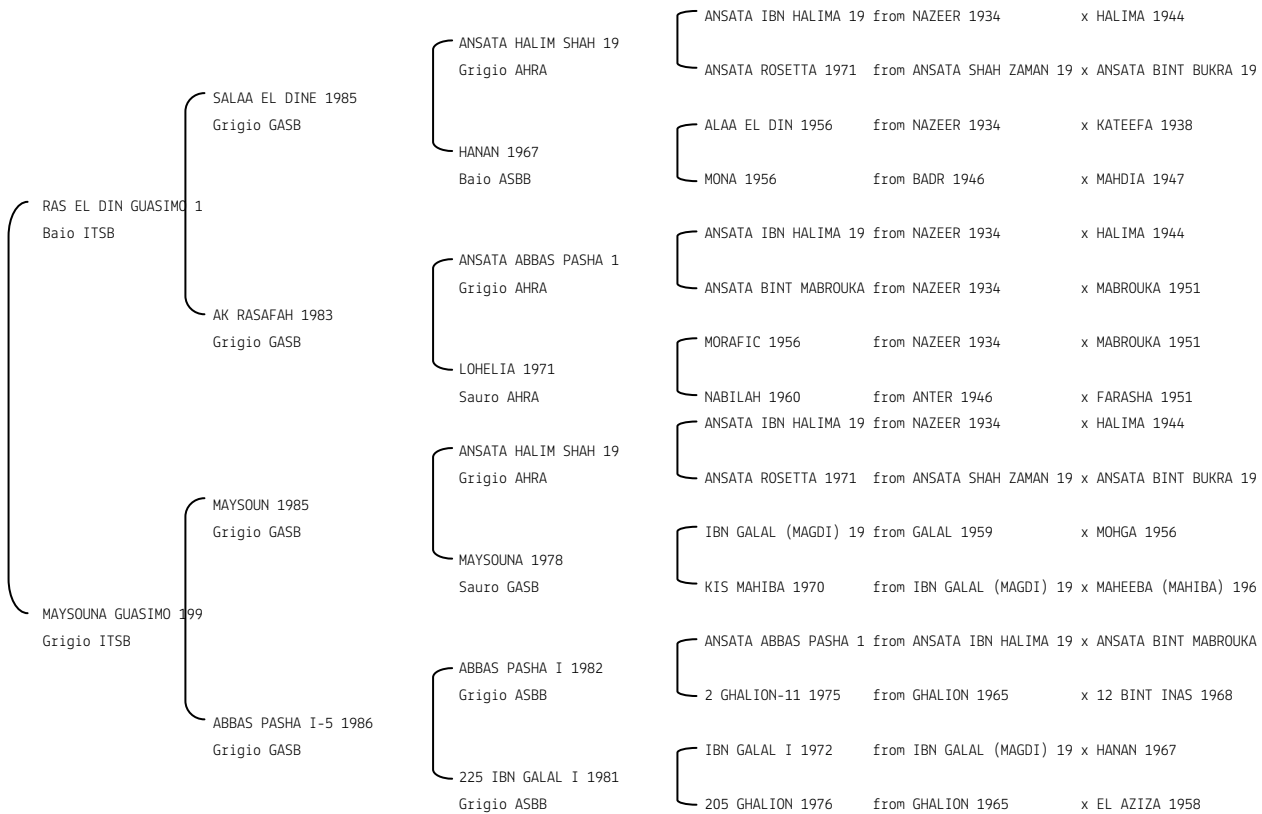 ANSATA IBN HALIMA 19 from NAZEER 1934 x HALIMA 1944
ANSATA HALIM SHAH 19
Grigio AHRA
ANSATA ROSETTA 1971 from ANSATA SHAH ZAMAN 19 x ANSATA BINT BUKRA 19
SALAA EL DINE 1985
Grigio GASB
ALAA EL DIN 1956 from NAZEER 1934 x KATEEFA 1938
HANAN 1967
Baio ASBB
MONA 1956 from BADR 1946 x MAHDIA 1947
RAS EL DIN GUASIMO 1
Baio ITSB
ANSATA IBN HALIMA 19 from NAZEER 1934 x HALIMA 1944
ANSATA ABBAS PASHA 1
Grigio AHRA
ANSATA BINT MABROUKA from NAZEER 1934 x MABROUKA 1951
AK RASAFAH 1983
Grigio GASB
MORAFIC 1956 from NAZEER 1934 x MABROUKA 1951
LOHELIA 1971
Sauro AHRA
NABILAH 1960 from ANTER 1946 x FARASHA 1951
ANSATA IBN HALIMA 19 from NAZEER 1934 x HALIMA 1944
ANSATA HALIM SHAH 19
Grigio AHRA
ANSATA ROSETTA 1971 from ANSATA SHAH ZAMAN 19 x ANSATA BINT BUKRA 19
MAYSOUN 1985
Grigio GASB
IBN GALAL (MAGDI) 19 from GALAL 1959 x MOHGA 1956
MAYSOUNA 1978
Sauro GASB
KIS MAHIBA 1970 from IBN GALAL (MAGDI) 19 x MAHEEBA (MAHIBA) 196
MAYSOUNA GUASIMO 199
Grigio ITSB
ANSATA ABBAS PASHA 1 from ANSATA IBN HALIMA 19 x ANSATA BINT MABROUKA
ABBAS PASHA I 1982
Grigio ASBB
2 GHALION-11 1975 from GHALION 1965 x 12 BINT INAS 1968
ABBAS PASHA I-5 1986
Grigio GASB
IBN GALAL I 1972 from IBN GALAL (MAGDI) 19 x HANAN 1967
225 IBN GALAL I 1981
Grigio ASBB
205 GHALION 1976 from GHALION 1965 x EL AZIZA 1958